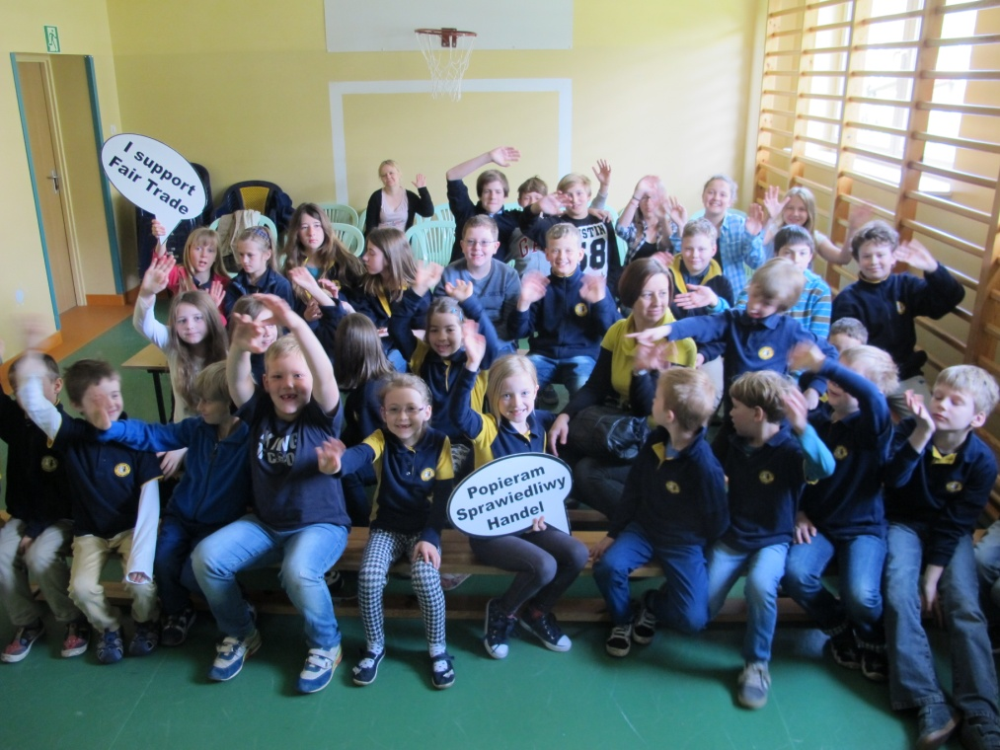 I support
Fair Trade
Popieram
Sprawiedliwy
Handel